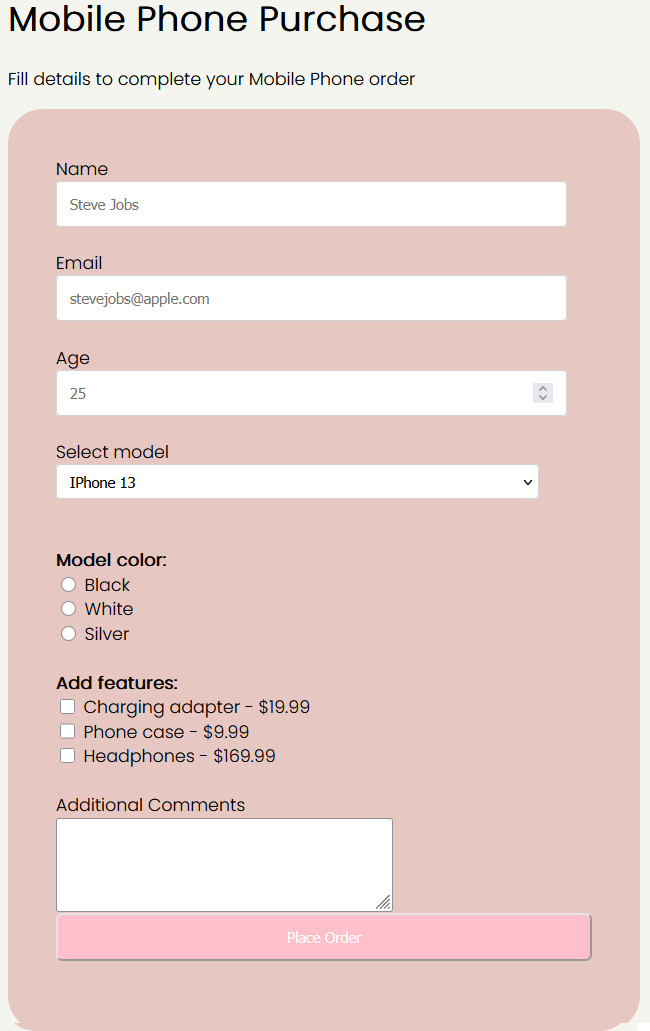 Mobile Phone Purchase
Fill details to complete your Mobile Phone order
Name
Steve Jobs
Email
stevejobs@apple.com
Age
25
Select model
IPhone 13
Model color:
Black
White
Silver
Add features:
Charging adapter - $19.99
Phone case - $9.99
Headphones - $169.99
Additional Comments
Place Order